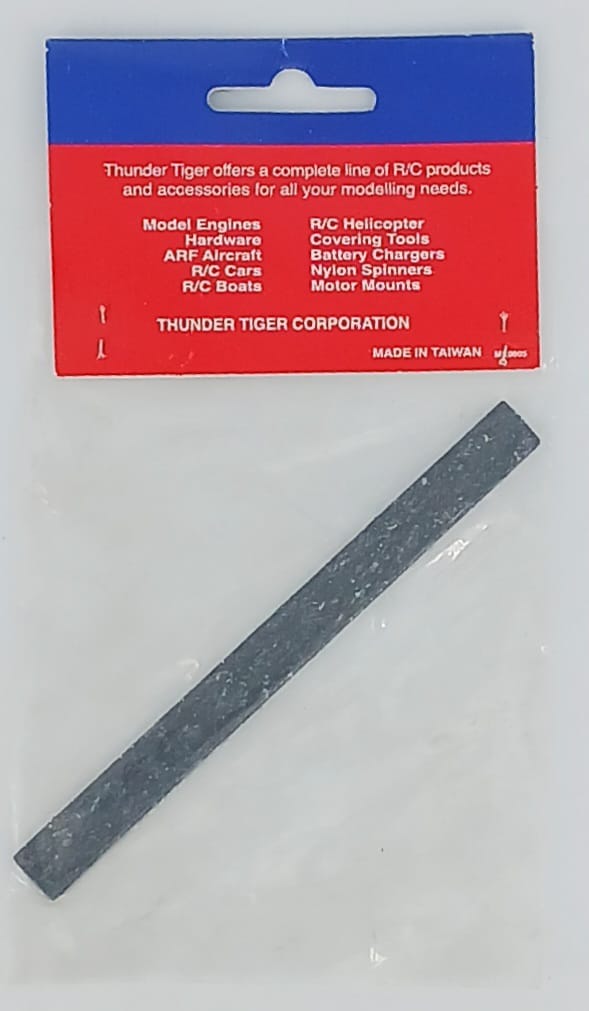 Thunder Tiger offers a complete line of R/C products
and accessories for all your modelling needs.
Model Engines
Hardware
ARF Aircraft
R/C Cars
R/C Boats
R/C Helicopter
Covering Tools
Battery Chargers
Nylon Spinners
Motor Mounts
THUNDER TIGER CORPORATION
MADE IN TAIWAN